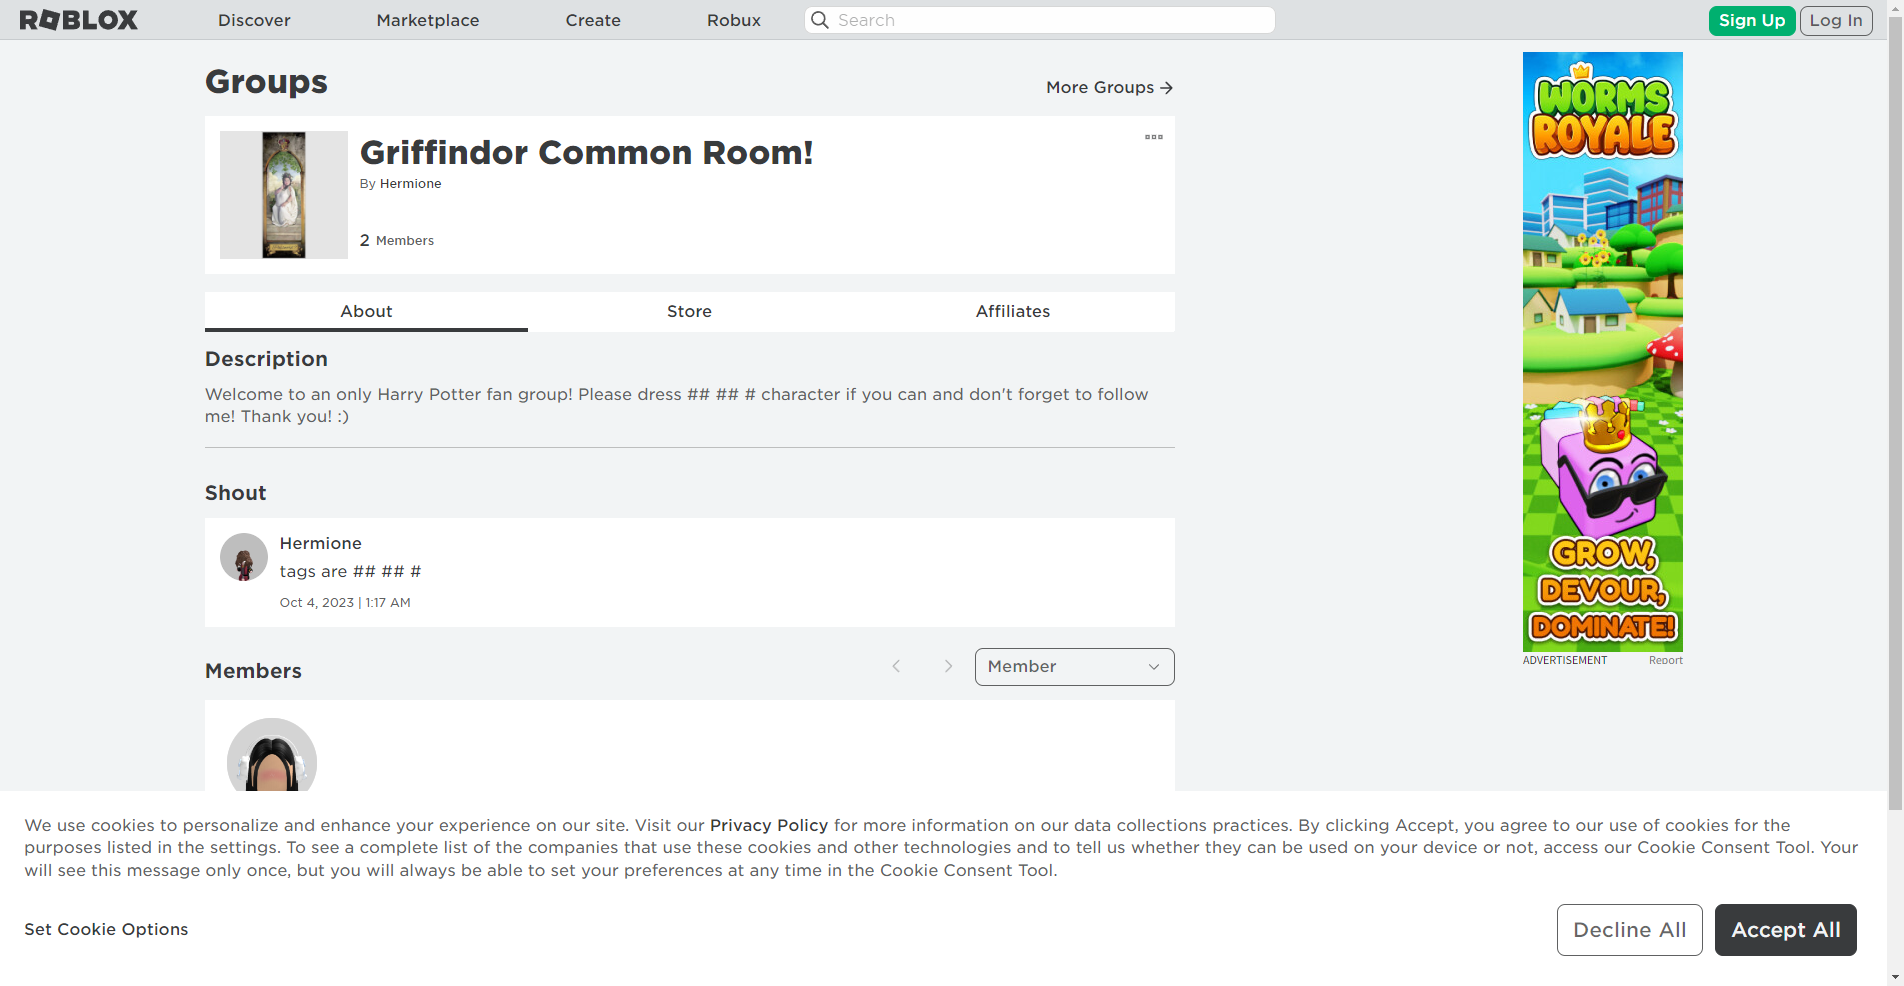 ROBLOX
Discover
Marketplace
Create
Robux
Search
Sign Up
Log In
Groups
More Groups
Griffindor Common Room!
By Hermione
2 Members
About
Store
Affiliates
Description
Welcome to an only Harry Potter fan group! Please dress ## ## # character if you can and don't forget to follow
me! Thank you! :)
Shout
Hermione
tags are ## ## #
Oct 4, 2023 | 1:17 AM
Members
Member
WORMS
ROYALE
GROW,
DEVOUR,
DOMINATE!
ADVERTISEMENT
Report
We use cookies to personalize and enhance your experience on our site. Visit our Privacy Policy for more information on our data collections practices. By clicking Accept, you agree to our use of cookies for the
purposes listed in the settings. To see a complete list of the companies that use these cookies and other technologies and to tell us whether they can be used on your device or not, access our Cookie Consent Tool. Your
will see this message only once, but you will always be able to set your preferences at any time in the Cookie Consent Tool.
Set Cookie Options
Decline All
Accept All